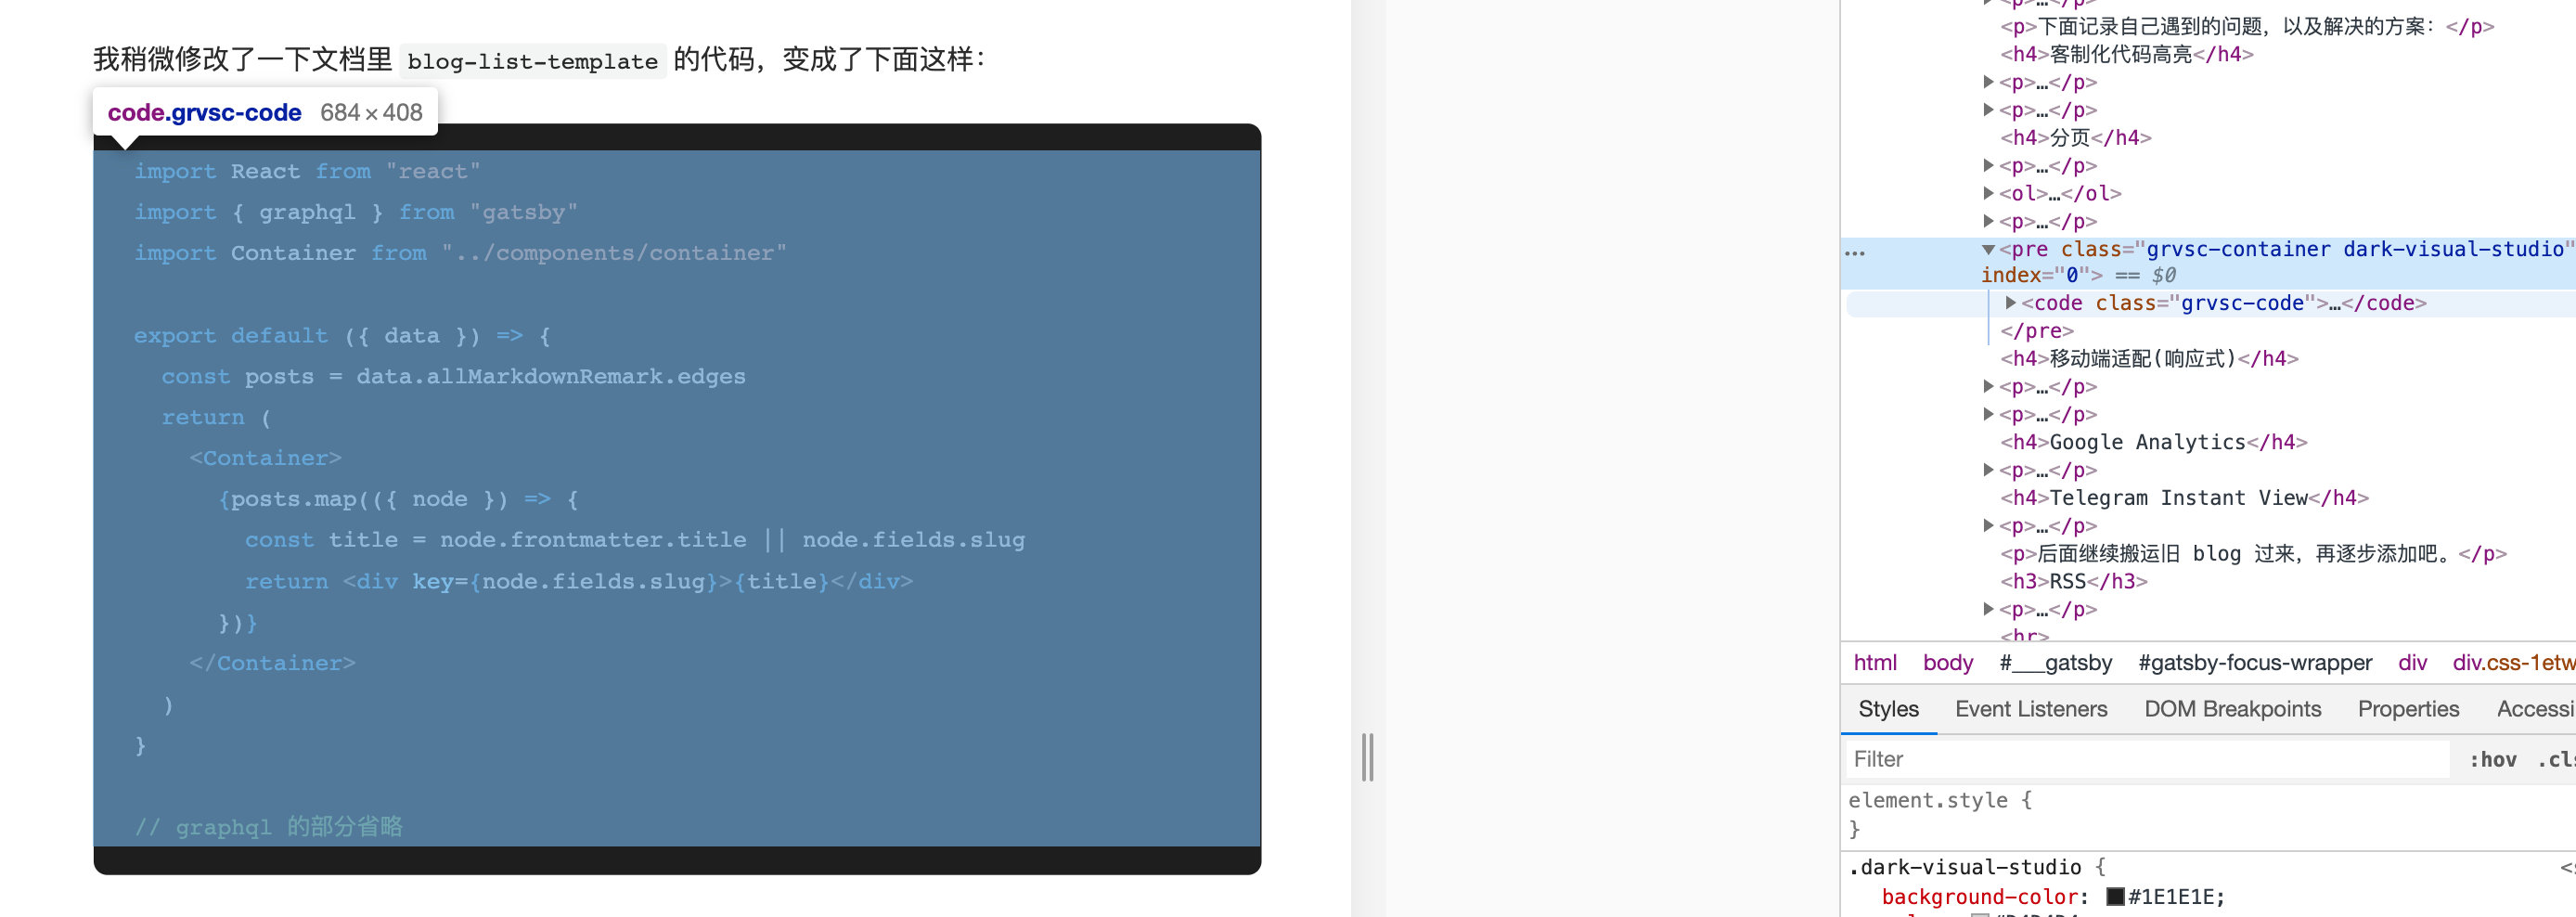 我稍微修改了一下文档里 blog-list-template 的代码，变成了下面这样：
code.grvsc-code 684 × 408
import React from "react"
import { graphql } from "gatsby"
import Container from "../components/container"
export default ({ data }) => {
const posts = data.allMarkdownRemark.edges
return (
<Container>
{posts.map(({ node }) => {
const title = node.frontmatter.title || node.fields.slug
return <div key={node.fields.slug}>{title}</div>
})}
</Container>
)
}
// graphql 的部分省略
<p>…</p>
<p>下面记录自己遇到的问题，以及解决的方案：</p>
<h4>客制化代码高亮</h4>
<p>…</p>
<p>…</p>
<h4>分页</h4>
<p>…</p>
<ol>…</ol>
<p>…</p>
… <pre class="grvsc-container dark-visual-studio"
index="0"> == $0
<code class="grvsc-code">…</code>
</pre>
<h4>移动端适配(响应式)</h4>
<p>…</p>
<p>…</p>
<h4>Google Analytics</h4>
<p>…</p>
<h4>Telegram Instant View</h4>
<p>…</p>
<p>后面继续搬运旧 blog 过来，再逐步添加吧。</p>
<h3>RSS</h3>
<p>…</p>
<hr>
html body #___gatsby #gatsby-focus-wrapper div div.css-1etw
Styles Event Listeners DOM Breakpoints Properties Accessi
Filter :hov .cls
element.style {
}
.dark-visual-studio { <s
background-color: #1E1E1E;